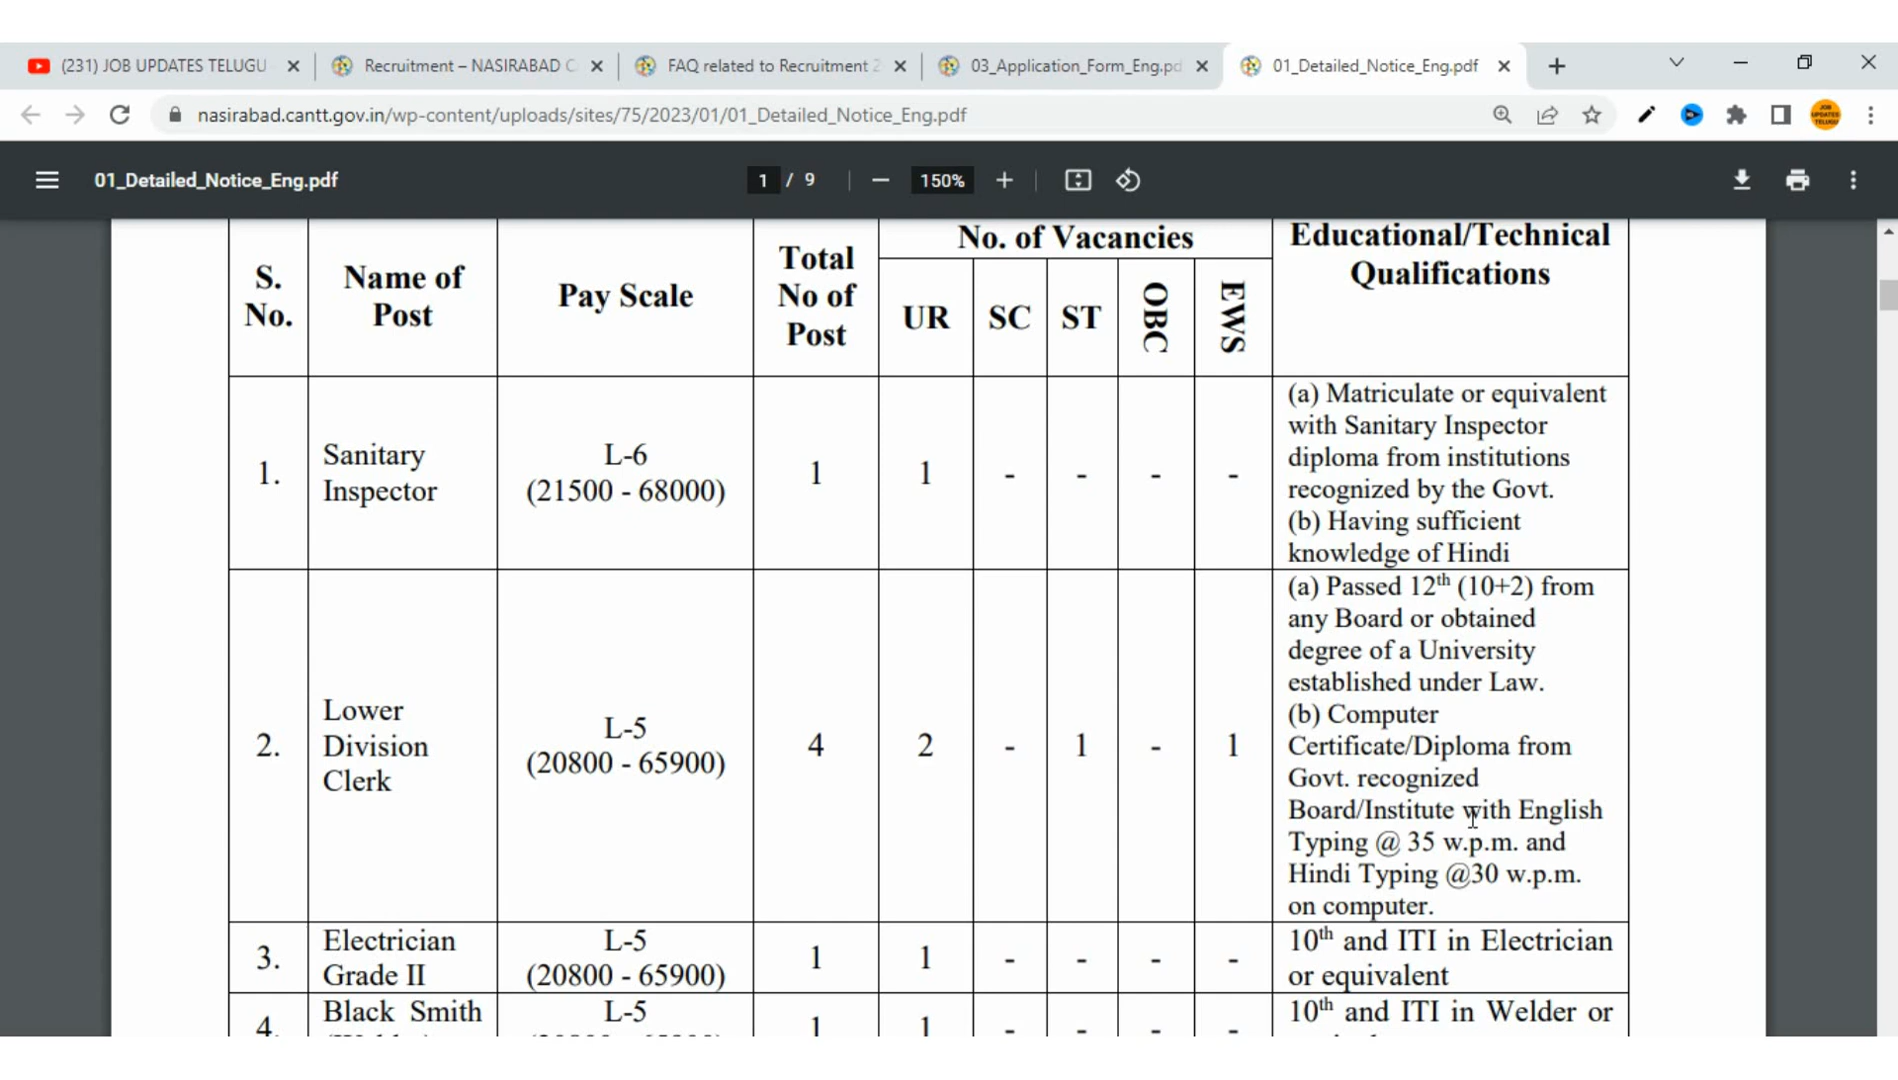 (231) JOB UPDATES TELUGU
Recruitment – NASIRABAD C
FAQ related to Recruitment 2
03_Application_Form_Eng.pd
01_Detailed_Notice_Eng.pdf
nasirabad.cantt.gov.in/wp-content/uploads/sites/75/2023/01/01_Detailed_Notice_Eng.pdf
JOB
UPDATES
TELUGU
01_Detailed_Notice_Eng.pdf
1 / 9
150%
S.
No.
Name of
Post
Pay Scale
Total
No of
Post
No. of Vacancies
UR
SC
ST
OBC
EWS
Educational/Technical
Qualifications
1.
Sanitary
Inspector
L-6
(21500 - 68000)
1
1
-
-
-
-
(a) Matriculate or equivalent
with Sanitary Inspector
diploma from institutions
recognized by the Govt.
(b) Having sufficient
knowledge of Hindi
2.
Lower
Division
Clerk
L-5
(20800 - 65900)
4
2
-
1
-
1
(a) Passed 12th (10+2) from
any Board or obtained
degree of a University
established under Law.
(b) Computer
Certificate/Diploma from
Govt. recognized
Board/Institute with English
Typing @ 35 w.p.m. and
Hindi Typing @30 w.p.m.
on computer.
3.
Electrician
Grade II
L-5
(20800 - 65900)
1
1
-
-
-
-
10th and ITI in Electrician
or equivalent
4.
Black Smith
L-5
1
1
-
-
-
-
10th and ITI in Welder or